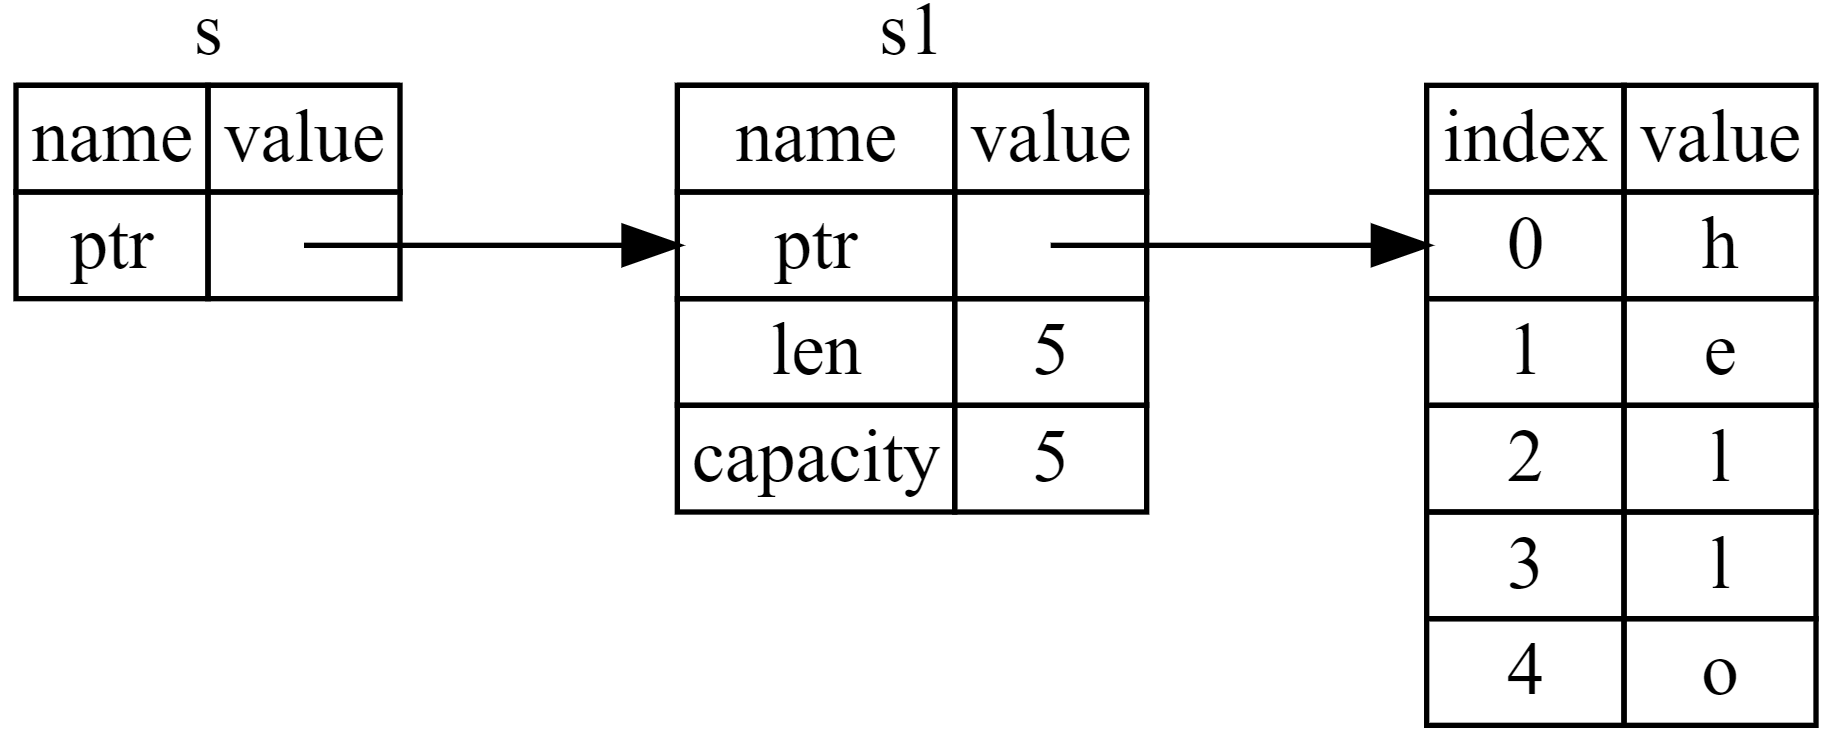 s
name value
ptr
s1
name value
ptr
len 5
capacity 5
index value
0 h
1 e
2 l
3 l
4 o